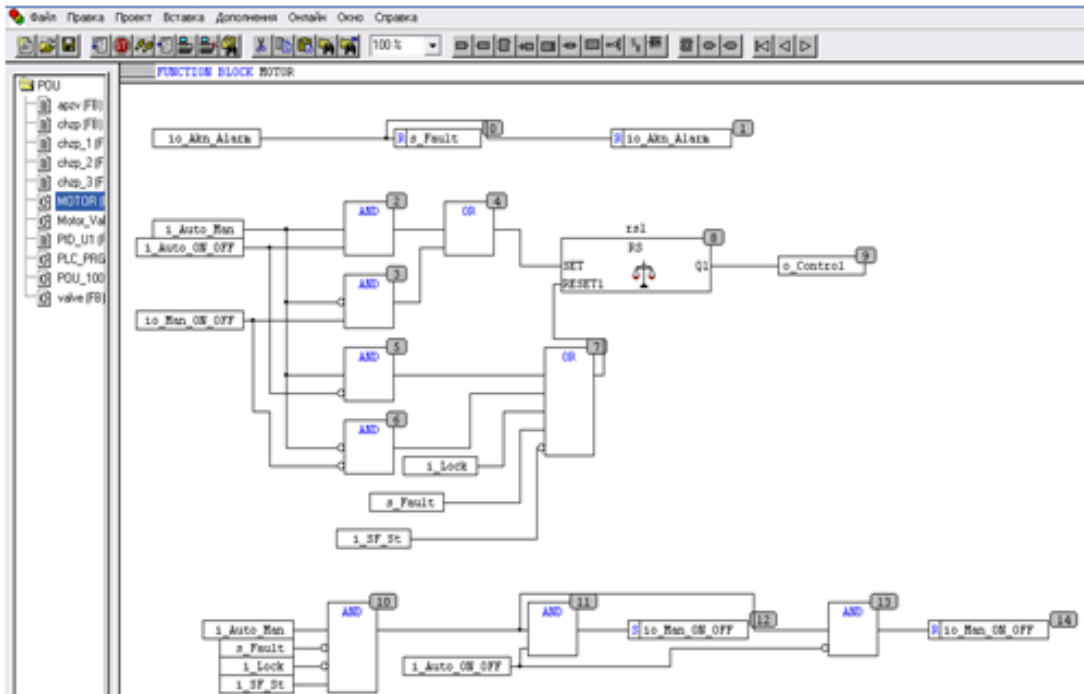 Файл Правка Проект Вставка Дополнения Онлайн Окно Справка
100 %
POU
FUNCTION BLOCK MOTOR
apzv (FB)
chzp (FB)
chzp_1 (F
chzp_2 (F
chzp_3 (F
MOTOR (
Motor_Val
PID_U1 (F
PLC_PRG
POU_100
valve (FB)
io_Akn_Alarm
R s_Fault 0
R io_Akn_Alarm 1
i_Auto_Man
i_Auto_ON_OFF
io_Man_ON_OFF
AND 2
OR 4
AND 3
AND 5
AND 6
rs1
RS 8
SET Q1
RESET1
o_Control 9
OR 7
i_Lock
s_Fault
i_SF_St
i_Auto_Man
s_Fault
i_Lock
i_SF_St
AND 10
i_Auto_ON_OFF
AND 11
S io_Man_ON_OFF 12
AND 13
R io_Man_ON_OFF 14